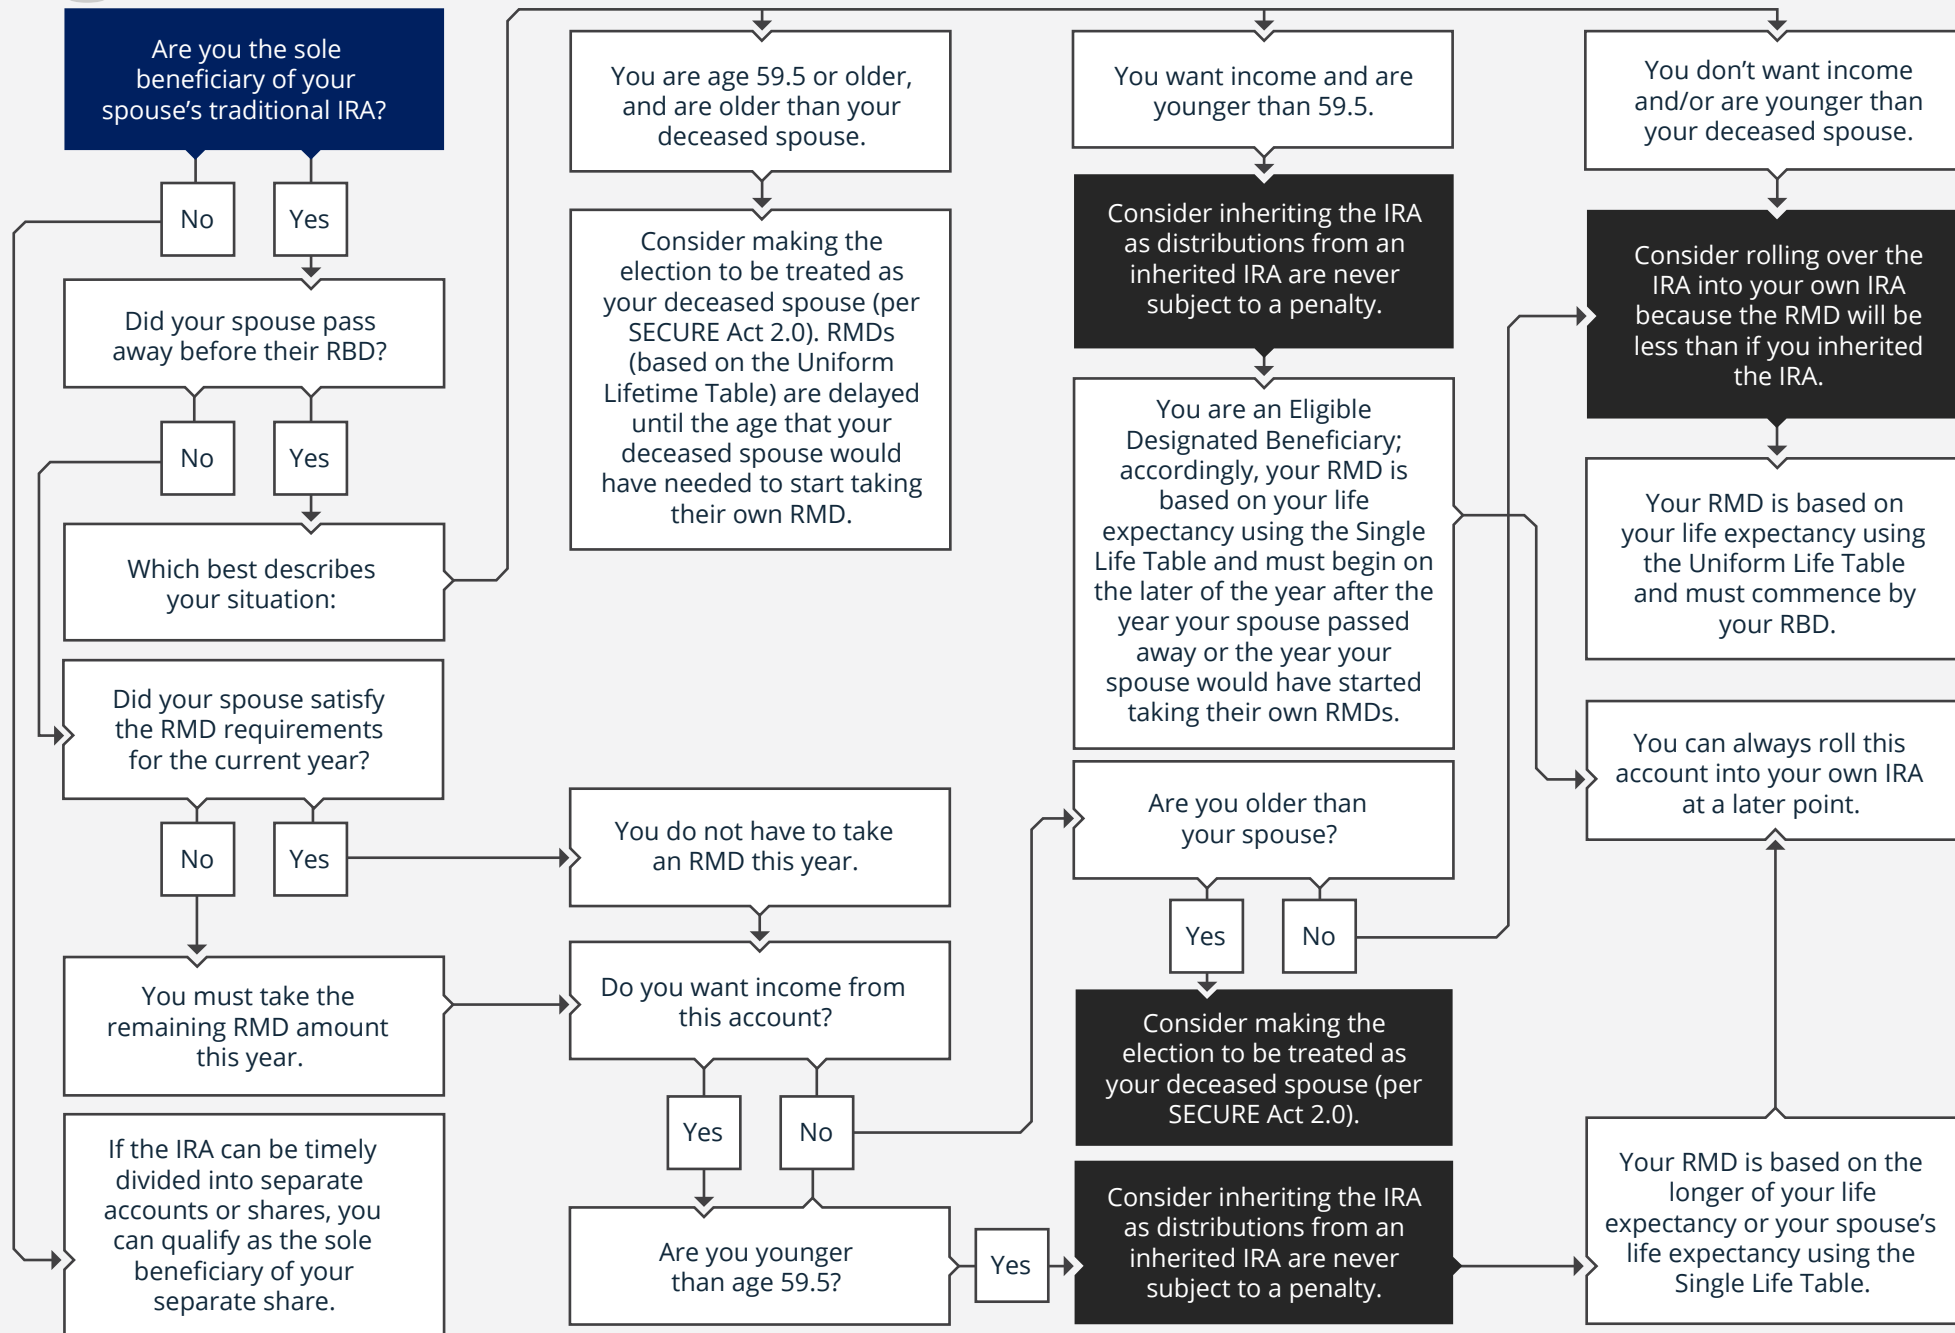 Are you the sole
beneficiary of your
spouse’s traditional IRA?
No
Yes
Did your spouse pass
away before their RBD?
No
Yes
Which best describes
your situation:
Did your spouse satisfy
the RMD requirements
for the current year?
No
Yes
You must take the
remaining RMD amount
this year.
If the IRA can be timely
divided into separate
accounts or shares, you
can qualify as the sole
beneficiary of your
separate share.
You are age 59.5 or older,
and are older than your
deceased spouse.
Consider making the
election to be treated as
your deceased spouse (per
SECURE Act 2.0). RMDs
(based on the Uniform
Lifetime Table) are delayed
until the age that your
deceased spouse would
have needed to start taking
their own RMD.
You do not have to take
an RMD this year.
Do you want income from
this account?
Yes
No
Are you younger
than age 59.5?
Yes
You want income and are
younger than 59.5.
Consider inheriting the IRA
as distributions from an
inherited IRA are never
subject to a penalty.
You are an Eligible
Designated Beneficiary;
accordingly, your RMD is
based on your life
expectancy using the Single
Life Table and must begin on
the later of the year after the
year your spouse passed
away or the year your
spouse would have started
taking their own RMDs.
Are you older than
your spouse?
Yes
No
Consider making the
election to be treated as
your deceased spouse (per
SECURE Act 2.0).
Consider inheriting the IRA
as distributions from an
inherited IRA are never
subject to a penalty.
You don’t want income
and/or are younger than
your deceased spouse.
Consider rolling over the
IRA into your own IRA
because the RMD will be
less than if you inherited
the IRA.
Your RMD is based on
your life expectancy using
the Uniform Life Table
and must commence by
your RBD.
You can always roll this
account into your own IRA
at a later point.
Your RMD is based on the
longer of your life
expectancy or your spouse’s
life expectancy using the
Single Life Table.